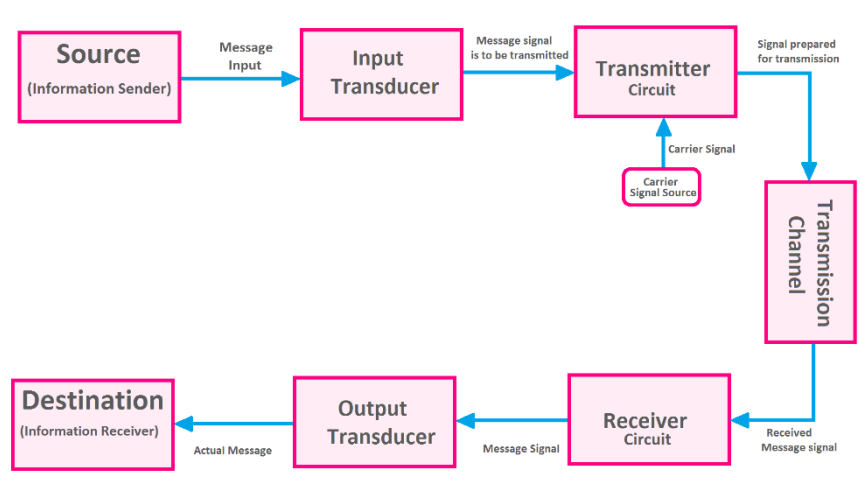 Source
(Information Sender)
Message
Input
Input
Transducer
Message signal
is to be transmitted
Transmitter
Circuit
Signal prepared
for transmission
Carrier Signal
Carrier
Signal Source
Transmission
Channel
Received
Message signal
Receiver
Circuit
Message Signal
Output
Transducer
Actual Message
Destination
(Information Receiver)